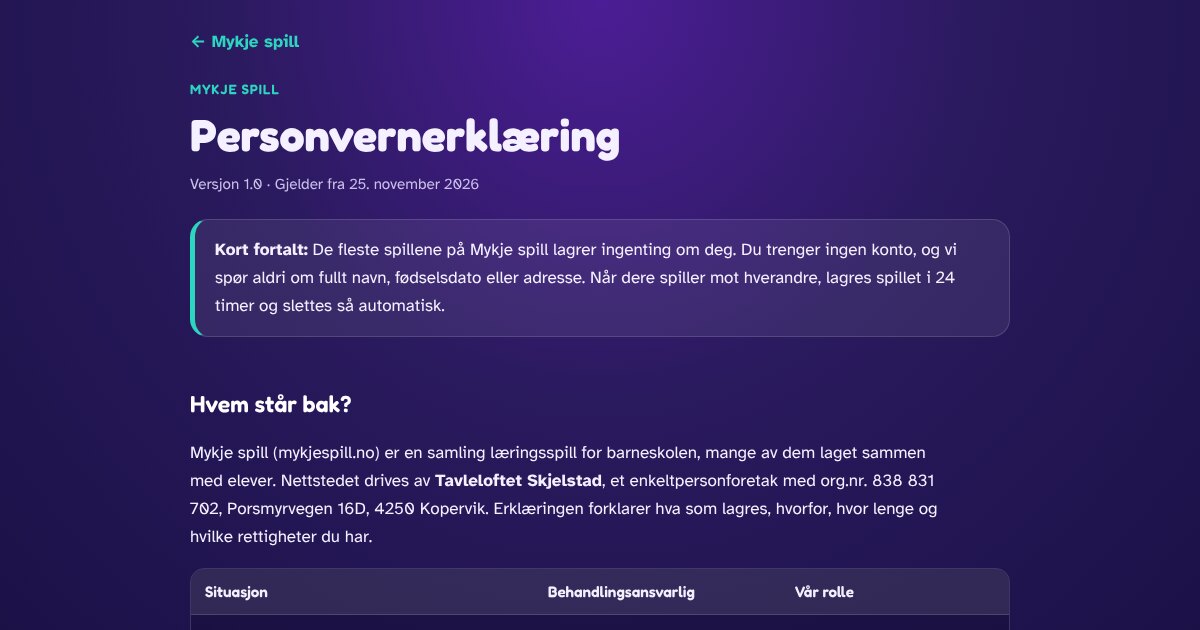 ← Mykje spill
MYKJE SPILL
Personvernerklæring
Versjon 1.0 · Gjelder fra 25. november 2026
Kort fortalt: De fleste spillene på Mykje spill lagrer ingenting om deg. Du trenger ingen konto, og vi
spør aldri om fullt navn, fødselsdato eller adresse. Når dere spiller mot hverandre, lagres spillet i 24
timer og slettes så automatisk.
Hvem står bak?
Mykje spill (mykjespill.no) er en samling læringsspill for barneskolen, mange av dem laget sammen
med elever. Nettstedet drives av Tavleloftet Skjelstad, et enkeltpersonforetak med org.nr. 838 831
702, Porsmyrvegen 16D, 4250 Kopervik. Erklæringen forklarer hva som lagres, hvorfor, hvor lenge og
hvilke rettigheter du har.
Situasjon Behandlingsansvarlig Vår rolle